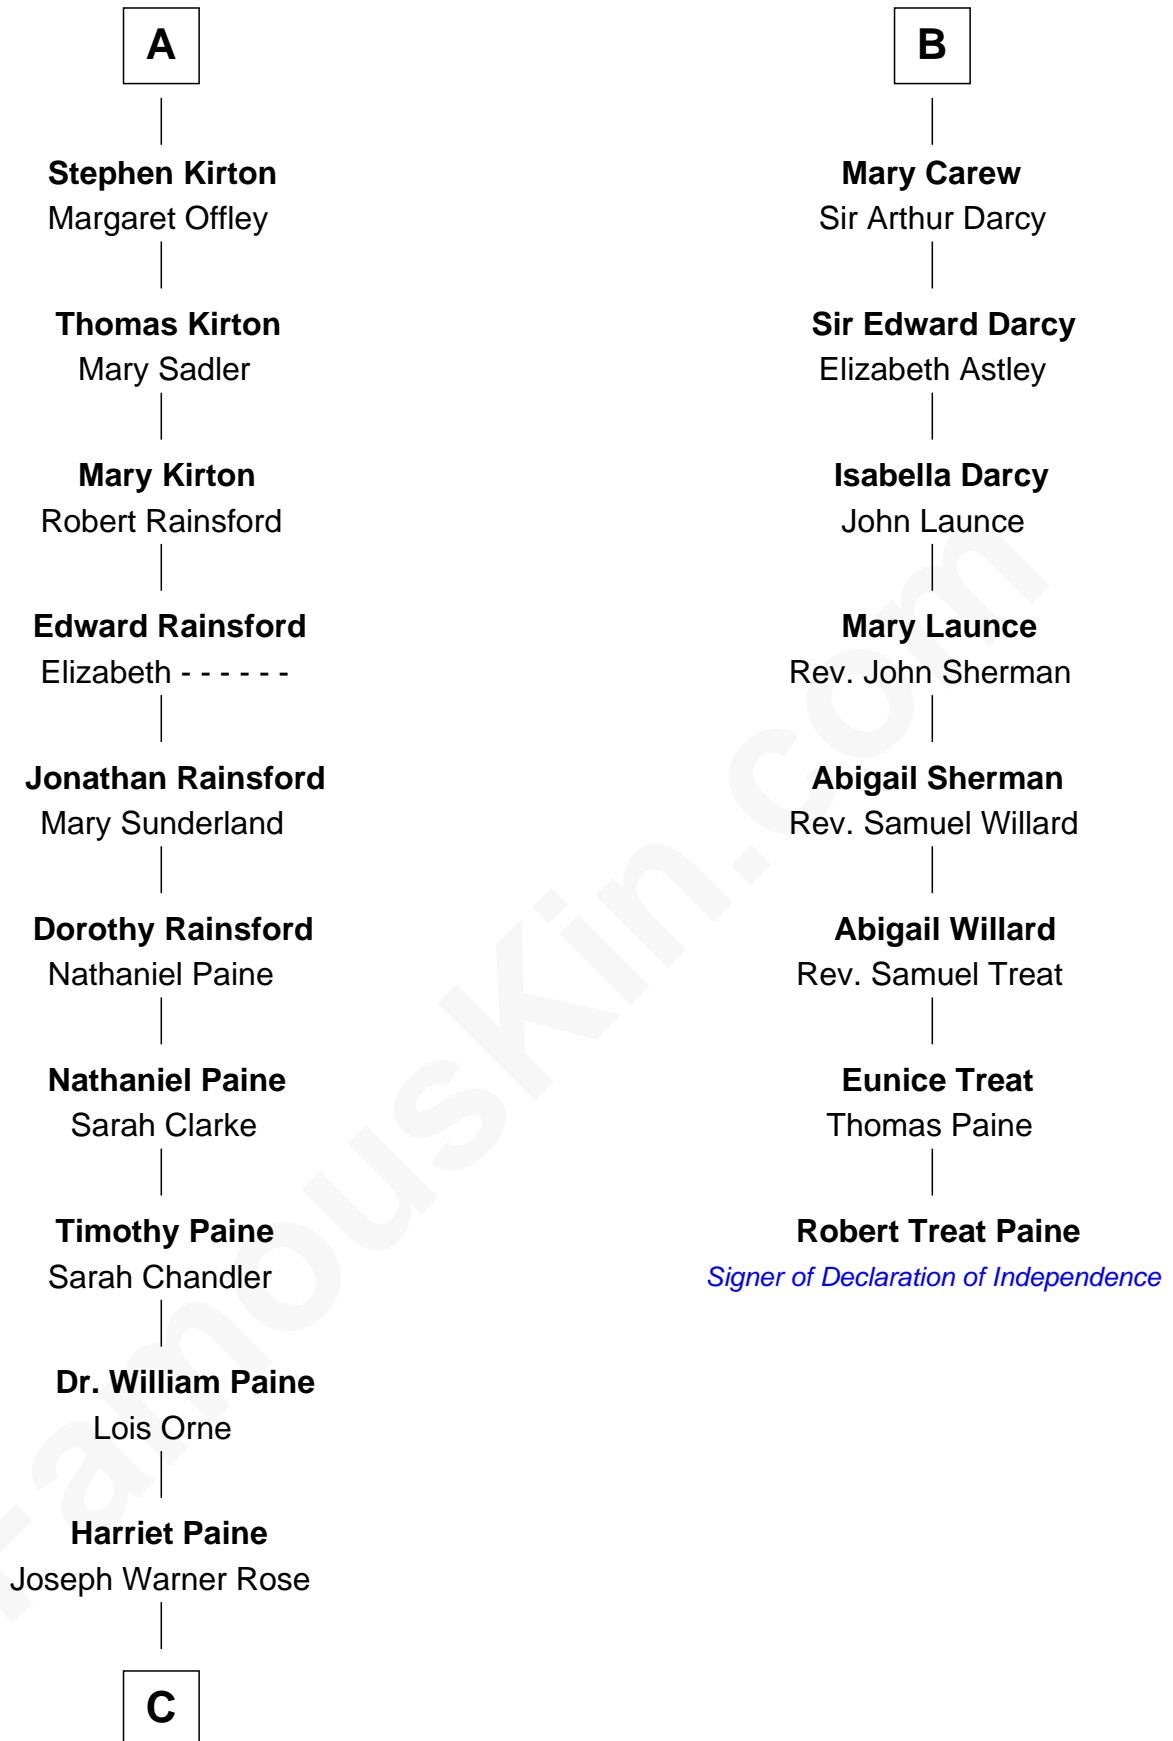 A
Stephen Kirton
Margaret Offley
Thomas Kirton
Mary Sadler
Mary Kirton
Robert Rainsford
Edward Rainsford
Elizabeth - - - - - -
Jonathan Rainsford
Mary Sunderland
Dorothy Rainsford
Nathaniel Paine
Nathaniel Paine
Sarah Clarke
Timothy Paine
Sarah Chandler
Dr. William Paine
Lois Orne
Harriet Paine
Joseph Warner Rose
C
B
Mary Carew
Sir Arthur Darcy
Sir Edward Darcy
Elizabeth Astley
Isabella Darcy
John Launce
Mary Launce
Rev. John Sherman
Abigail Sherman
Rev. Samuel Willard
Abigail Willard
Rev. Samuel Treat
Eunice Treat
Thomas Paine
Robert Treat Paine
Signer of Declaration of Independence
FamousKin.com